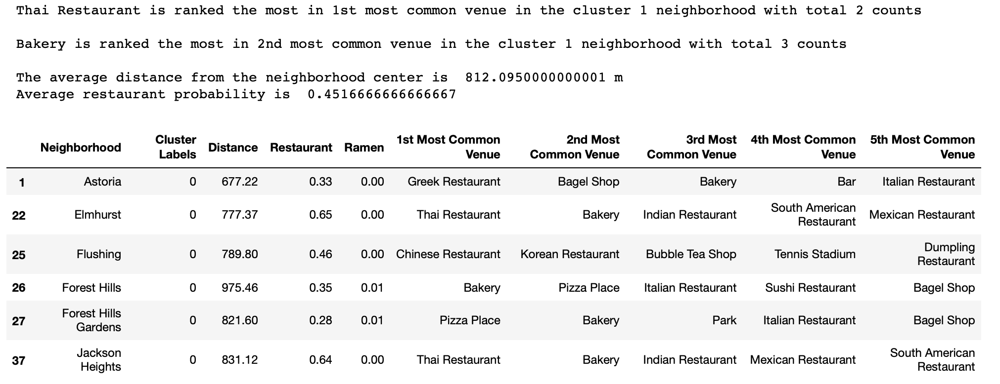 Thai Restaurant is ranked the most in 1st most common venue in the cluster 1 neighborhood with total 2 counts
Bakery is ranked the most in 2nd most common venue in the cluster 1 neighborhood with total 3 counts
The average distance from the neighborhood center is  812.0950000000001 m
Average restaurant probability is  0.4516666666666667
Neighborhood Cluster Labels Distance Restaurant Ramen 1st Most Common Venue 2nd Most Common Venue 3rd Most Common Venue 4th Most Common Venue 5th Most Common Venue
1 Astoria 0 677.22 0.33 0.00 Greek Restaurant Bagel Shop Bakery Bar Italian Restaurant
22 Elmhurst 0 777.37 0.65 0.00 Thai Restaurant Bakery Indian Restaurant South American Restaurant Mexican Restaurant
25 Flushing 0 789.80 0.46 0.00 Chinese Restaurant Korean Restaurant Bubble Tea Shop Tennis Stadium Dumpling Restaurant
26 Forest Hills 0 975.46 0.35 0.01 Bakery Pizza Place Italian Restaurant Sushi Restaurant Bagel Shop
27 Forest Hills Gardens 0 821.60 0.28 0.01 Pizza Place Bakery Park Italian Restaurant Bagel Shop
37 Jackson Heights 0 831.12 0.64 0.00 Thai Restaurant Bakery Indian Restaurant Mexican Restaurant South American Restaurant